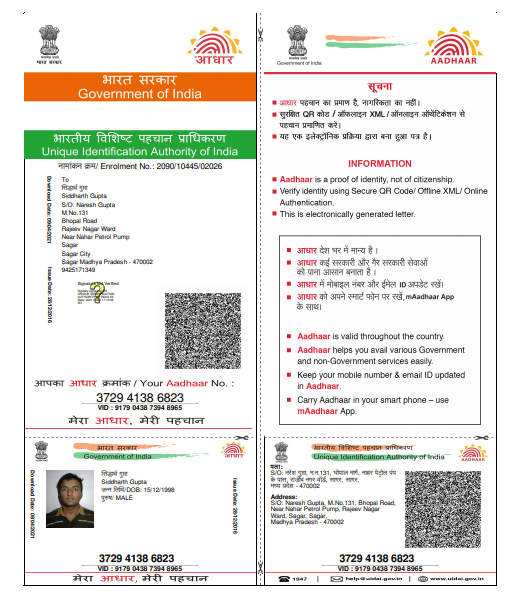 भारत सरकार
आधार
भारत सरकार
Government of India
भारतीय विशिष्ट पहचान प्राधिकरण
Unique Identification Authority of India
नामांकन क्रम/ Enrolment No.: 2090/10445/02026
Download Date: 09/04/2021
Issue Date: 28/12/2016
To
सिद्धार्थ गुप्ता
Siddharth Gupta
S/O: Naresh Gupta
M.No.131
Bhopal Road
Rajeev Nagar Ward
Near Nahar Petrol Pump
Sagar
Sagar City
Sagar Madhya Pradesh - 470002
9425171349
Signature Not Verified
आपका आधार क्रमांक / Your Aadhaar No. :
3729 4138 6823
VID : 9179 0438 7394 8965
मेरा आधार, मेरी पहचान
Government of India
AADHAAR
सूचना
आधार पहचान का प्रमाण है, नागरिकता का नहीं।
सुरक्षित QR कोड / ऑफलाइन XML / ऑनलाइन ऑथेंटिकेशन से
पहचान प्रमाणित करें।
यह एक इलेक्ट्रॉनिक प्रक्रिया द्वारा बना हुआ पत्र है।
INFORMATION
Aadhaar is a proof of identity, not of citizenship.
Verify identity using Secure QR Code/ Offline XML/ Online
Authentication.
This is electronically generated letter.
आधार देश भर में मान्य है ।
आधार कई सरकारी और गैर सरकारी सेवाओं
को पाना आसान बनाता है ।
आधार में मोबाइल नंबर और ईमेल ID अपडेट रखें।
आधार को अपने स्मार्ट फोन पर रखें, mAadhaar App
के साथ।
Aadhaar is valid throughout the country.
Aadhaar helps you avail various Government
and non-Government services easily.
Keep your mobile number & email ID updated
in Aadhaar.
Carry Aadhaar in your smart phone – use
mAadhaar App.
भारत सरकार
Government of India
आधार
Download Date: 09/04/2021
सिद्धार्थ गुप्ता
Siddharth Gupta
जन्म तिथि/DOB: 15/12/1998
पुरुष/ MALE
Issue Date: 28/12/2016
3729 4138 6823
VID : 9179 0438 7394 8965
मेरा आधार, मेरी पहचान
भारतीय विशिष्ट पहचान प्राधिकरण
Unique Identification Authority of India
AADHAAR
पता:
S/O: नरेश गुप्ता, म.न.131, भोपाल मार्ग, नाहर पेट्रोल पंप
के पास, राजीव नगर वॉर्ड, सागर, सागर,
मध्य प्रदेश - 470002
Address:
S/O: Naresh Gupta, M.No.131, Bhopal Road,
Near Nahar Petrol Pump, Rajeev Nagar
Ward, Sagar, Sagar,
Madhya Pradesh - 470002
3729 4138 6823
VID : 9179 0438 7394 8965
1947 | help@uidai.gov.in | www.uidai.gov.in